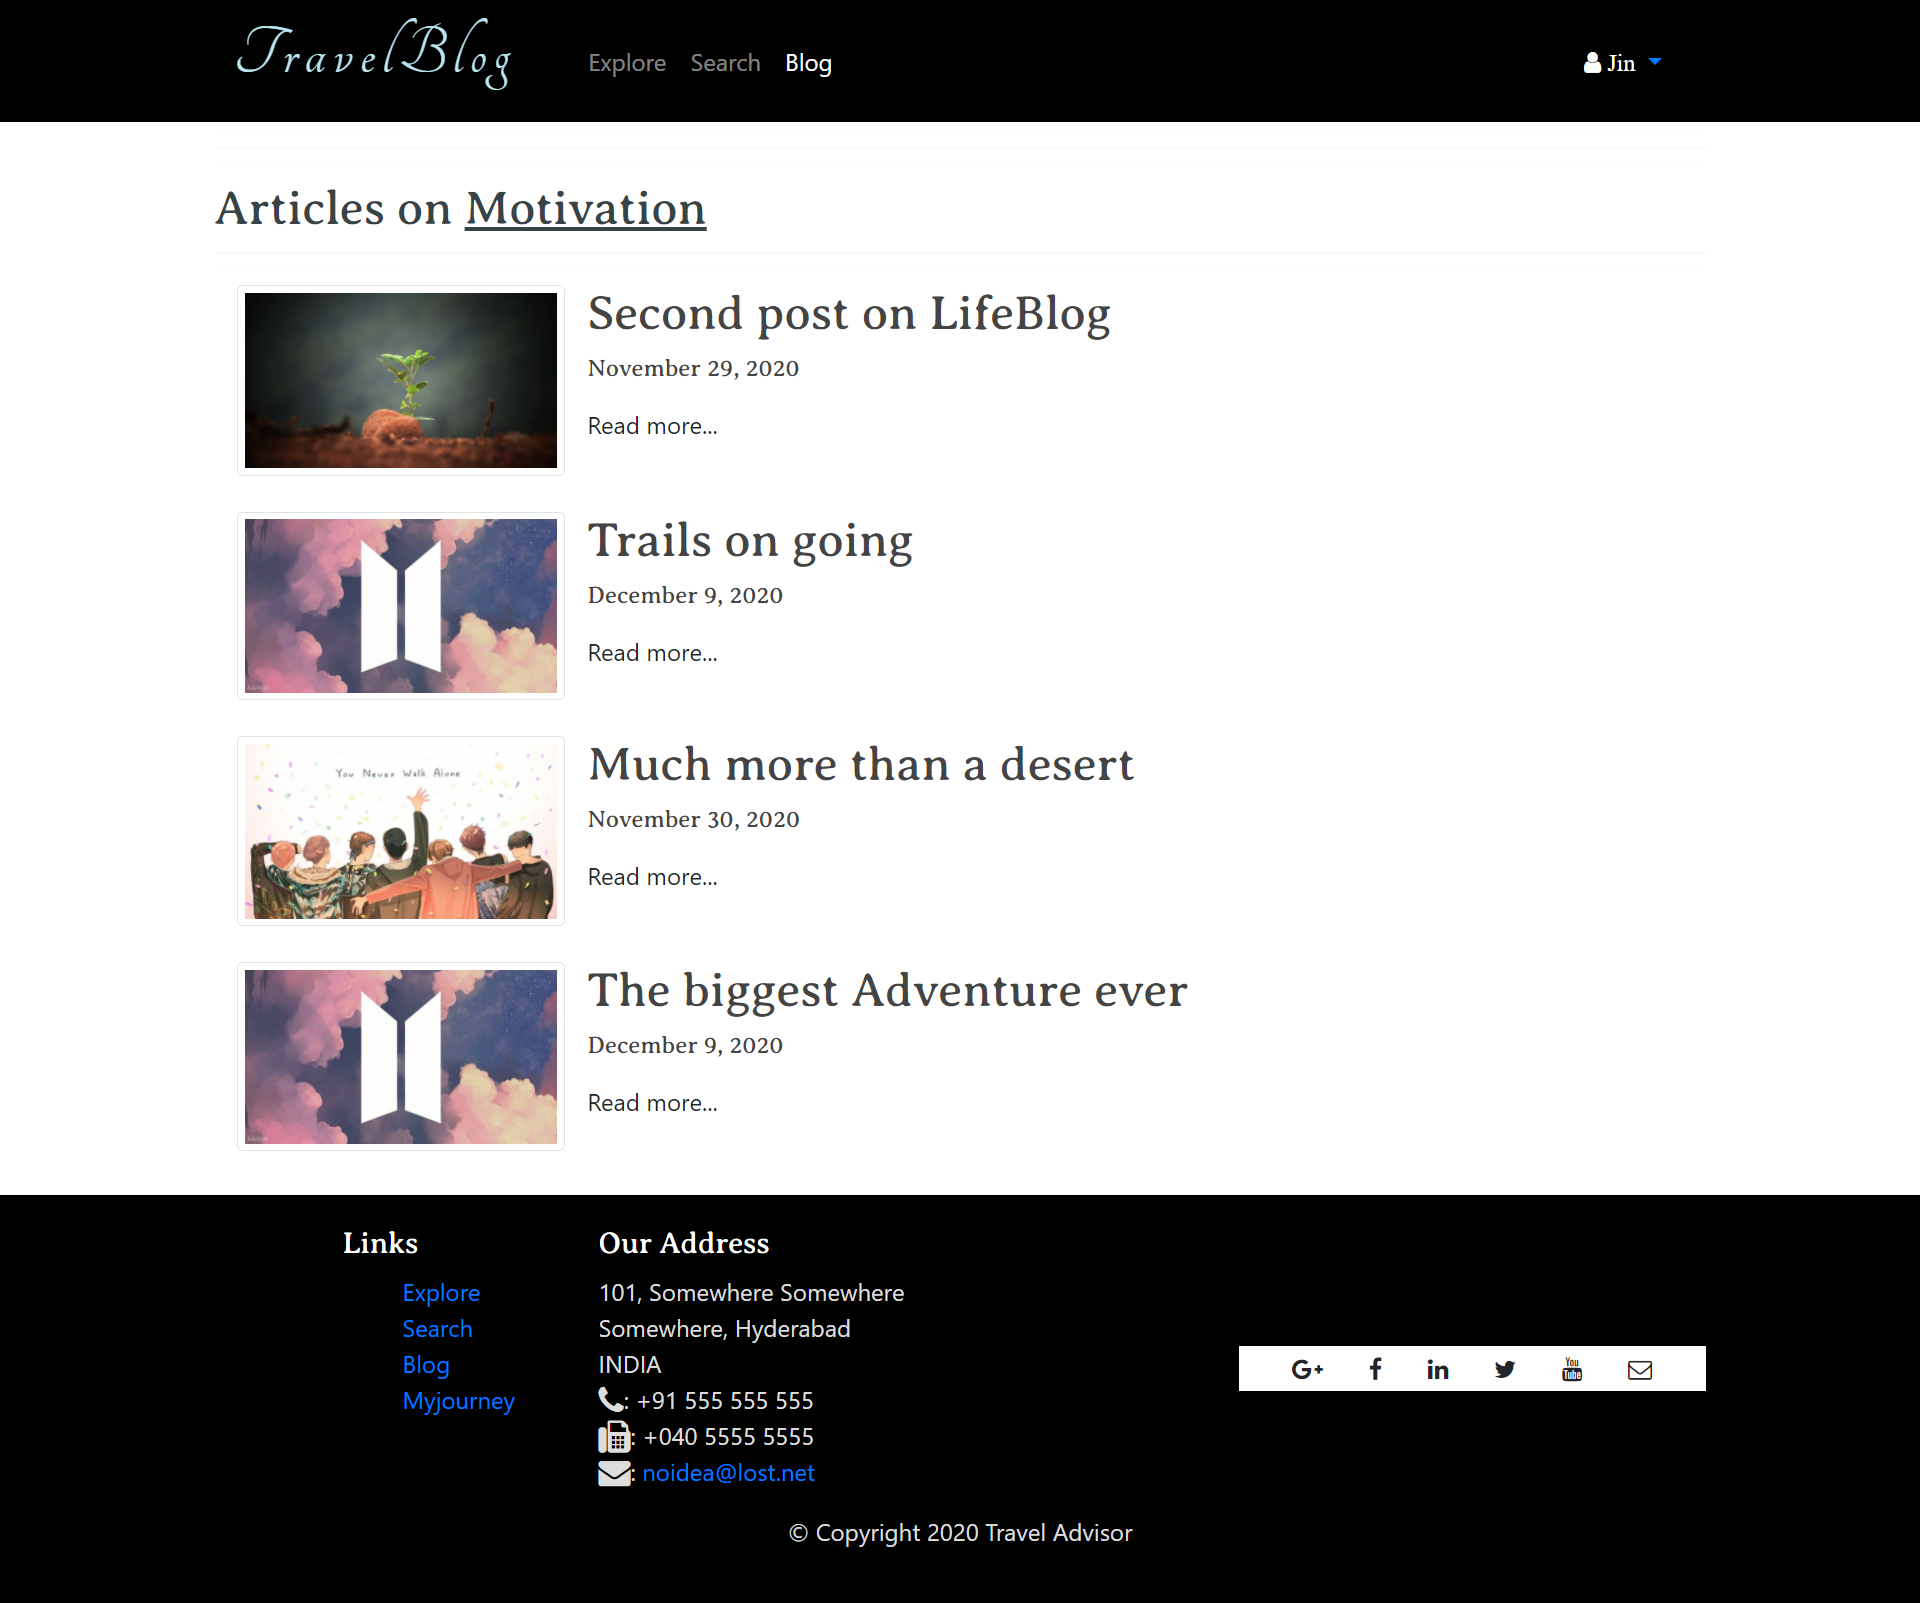 TravelBlog
Explore Search Blog
Jin
Articles on Motivation
Second post on LifeBlog
November 29, 2020
Read more...
Trails on going
December 9, 2020
Read more...
You Never Walk Alone
Much more than a desert
November 30, 2020
Read more...
The biggest Adventure ever
December 9, 2020
Read more...
Links
Explore
Search
Blog
Myjourney
Our Address
101, Somewhere Somewhere
Somewhere, Hyderabad
INDIA
: +91 555 555 555
: +040 5555 5555
: noidea@lost.net
G+ f in You Tube
© Copyright 2020 Travel Advisor